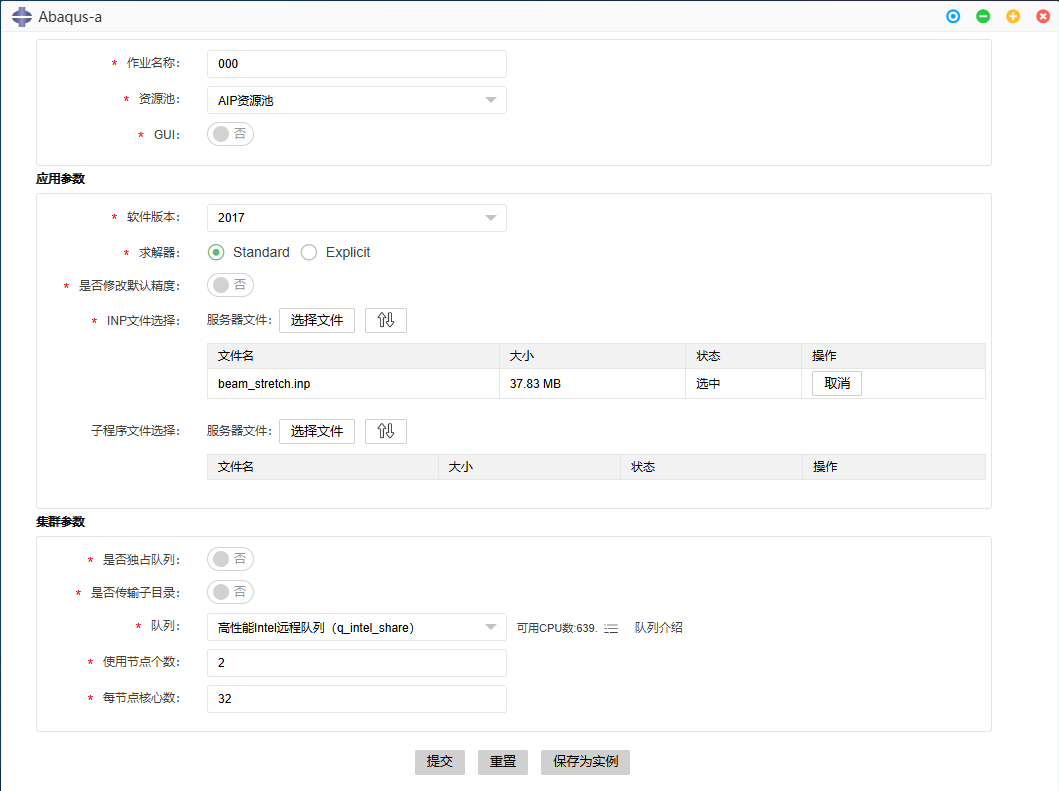 Abaqus-a
* 作业名称: 000
* 资源池: AIP资源池
* GUI: 否
应用参数
* 软件版本: 2017
* 求解器: Standard Explicit
* 是否修改默认精度: 否
* INP文件选择: 服务器文件: 选择文件
文件名 大小 状态 操作
beam_stretch.inp 37.83 MB 选中 取消
子程序文件选择: 服务器文件: 选择文件
文件名 大小 状态 操作
集群参数
* 是否独占队列: 否
* 是否传输子目录: 否
* 队列: 高性能Intel远程队列（q_intel_share） 可用CPU数:639. 队列介绍
* 使用节点个数: 2
* 每节点核心数: 32
提交 重置 保存为实例